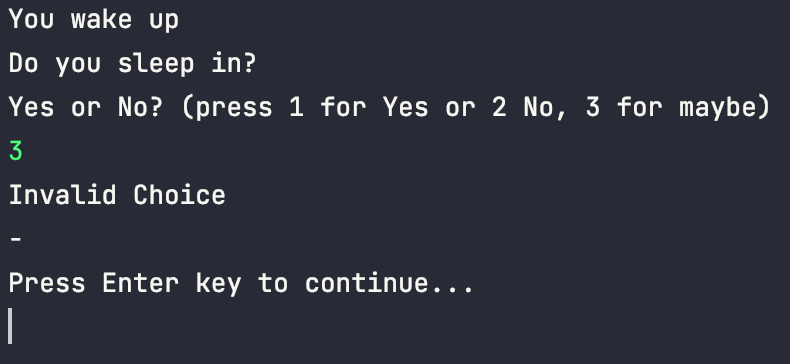 You wake up
Do you sleep in?
Yes or No? (press 1 for Yes or 2 No, 3 for maybe)
3
Invalid Choice
-
Press Enter key to continue...